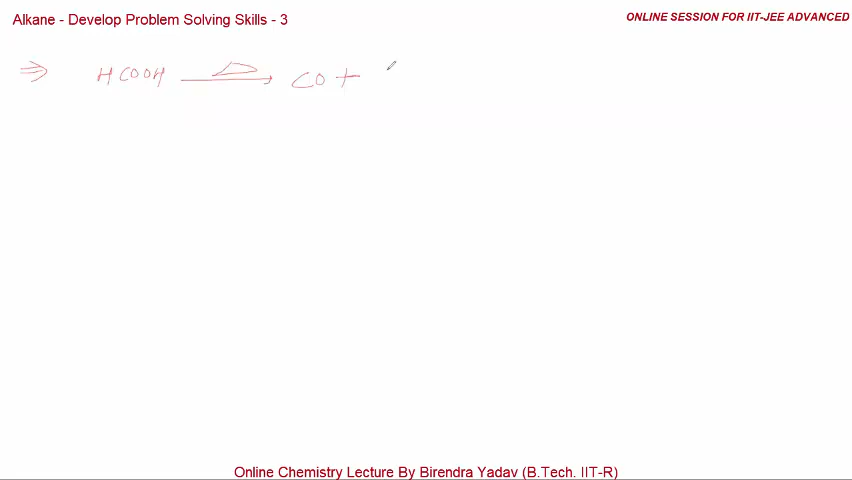 Alkane - Develop Problem Solving Skills - 3
ONLINE SESSION FOR IIT-JEE ADVANCED
⇒ HCOOH △→ CO +
Online Chemistry Lecture By Birendra Yadav (B.Tech. IIT-R)